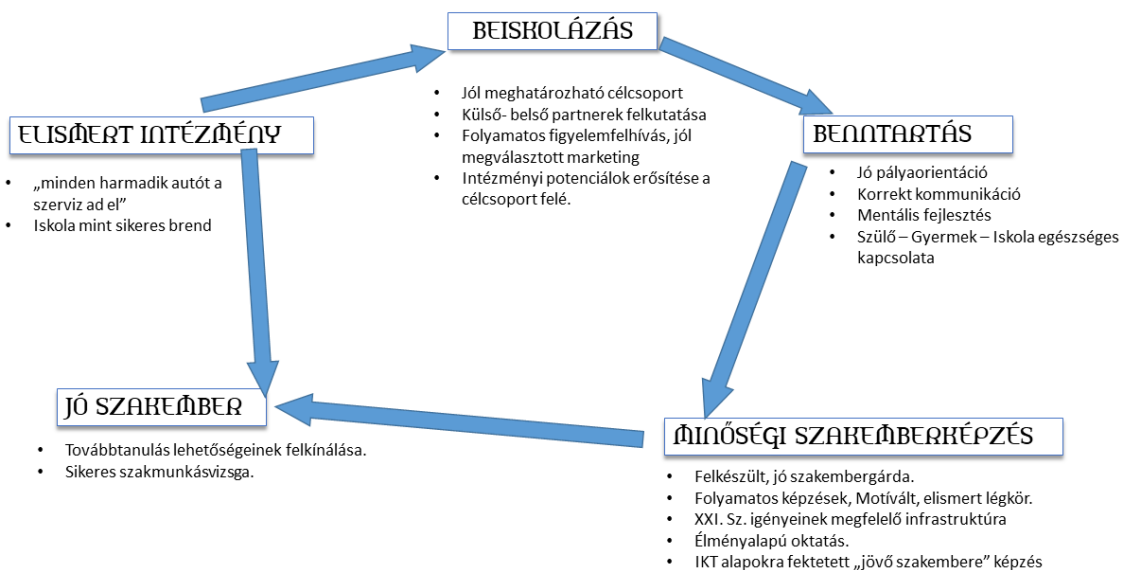 BEISKOLÁZÁS
• Jól meghatározható célcsoport
• Külső- belső partnerek felkutatása
• Folyamatos figyelemfelhívás, jól
megválasztott marketing
• Intézményi potenciálok erősítése a
célcsoport felé.
BENNTARTÁS
• Jó pályaorientáció
• Korrekt kommunikáció
• Mentális fejlesztés
• Szülő – Gyermek – Iskola egészséges
kapcsolata
MINŐSÉGI SZAKEMBERKÉPZÉS
• Felkészült, jó szakembergárda.
• Folyamatos képzések, Motívált, elismert légkör.
• XXI. Sz. igényeinek megfelelő infrastruktúra
• Élményalapú oktatás.
• IKT alapokra fektetett „jövő szakembere” képzés
JÓ SZAKEMBER
• Továbbtanulás lehetőségeinek felkínálása.
• Sikeres szakmunkásvizsga.
ELISMERT INTÉZMÉNY
• „minden harmadik autót a
szerviz ad el”
• Iskola mint sikeres brend